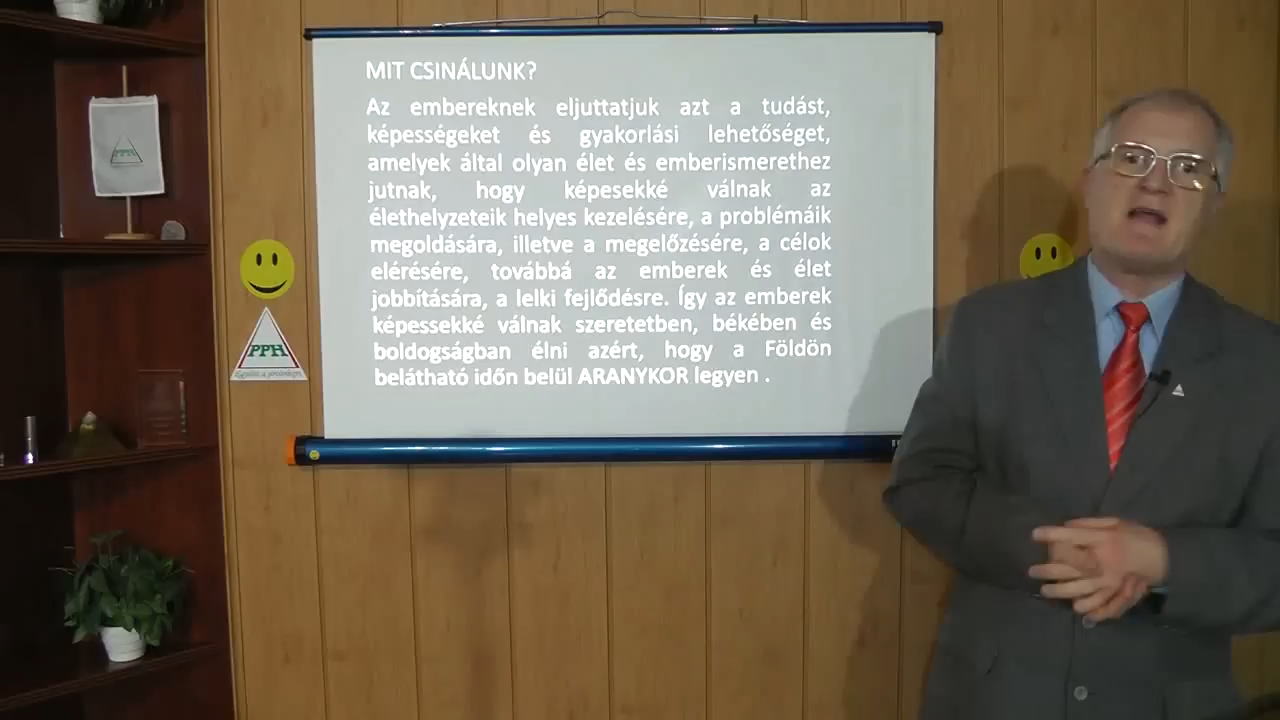 MIT CSINÁLUNK?
Az embereknek eljuttatjuk azt a tudást,
képességeket és gyakorlási lehetőséget,
amelyek által olyan élet és emberismerethez
jutnak, hogy képesekké válnak az
élethelyzeteik helyes kezelésére, a problémáik
megoldására, illetve a megelőzésére, a célok
elérésére, továbbá az emberek és élet
jobbítására, a lelki fejlődésre. Így az emberek
képessekké válnak szeretetben, békében és
boldogságban élni azért, hogy a Földön
belátható időn belül ARANYKOR legyen .
PPH
PPH